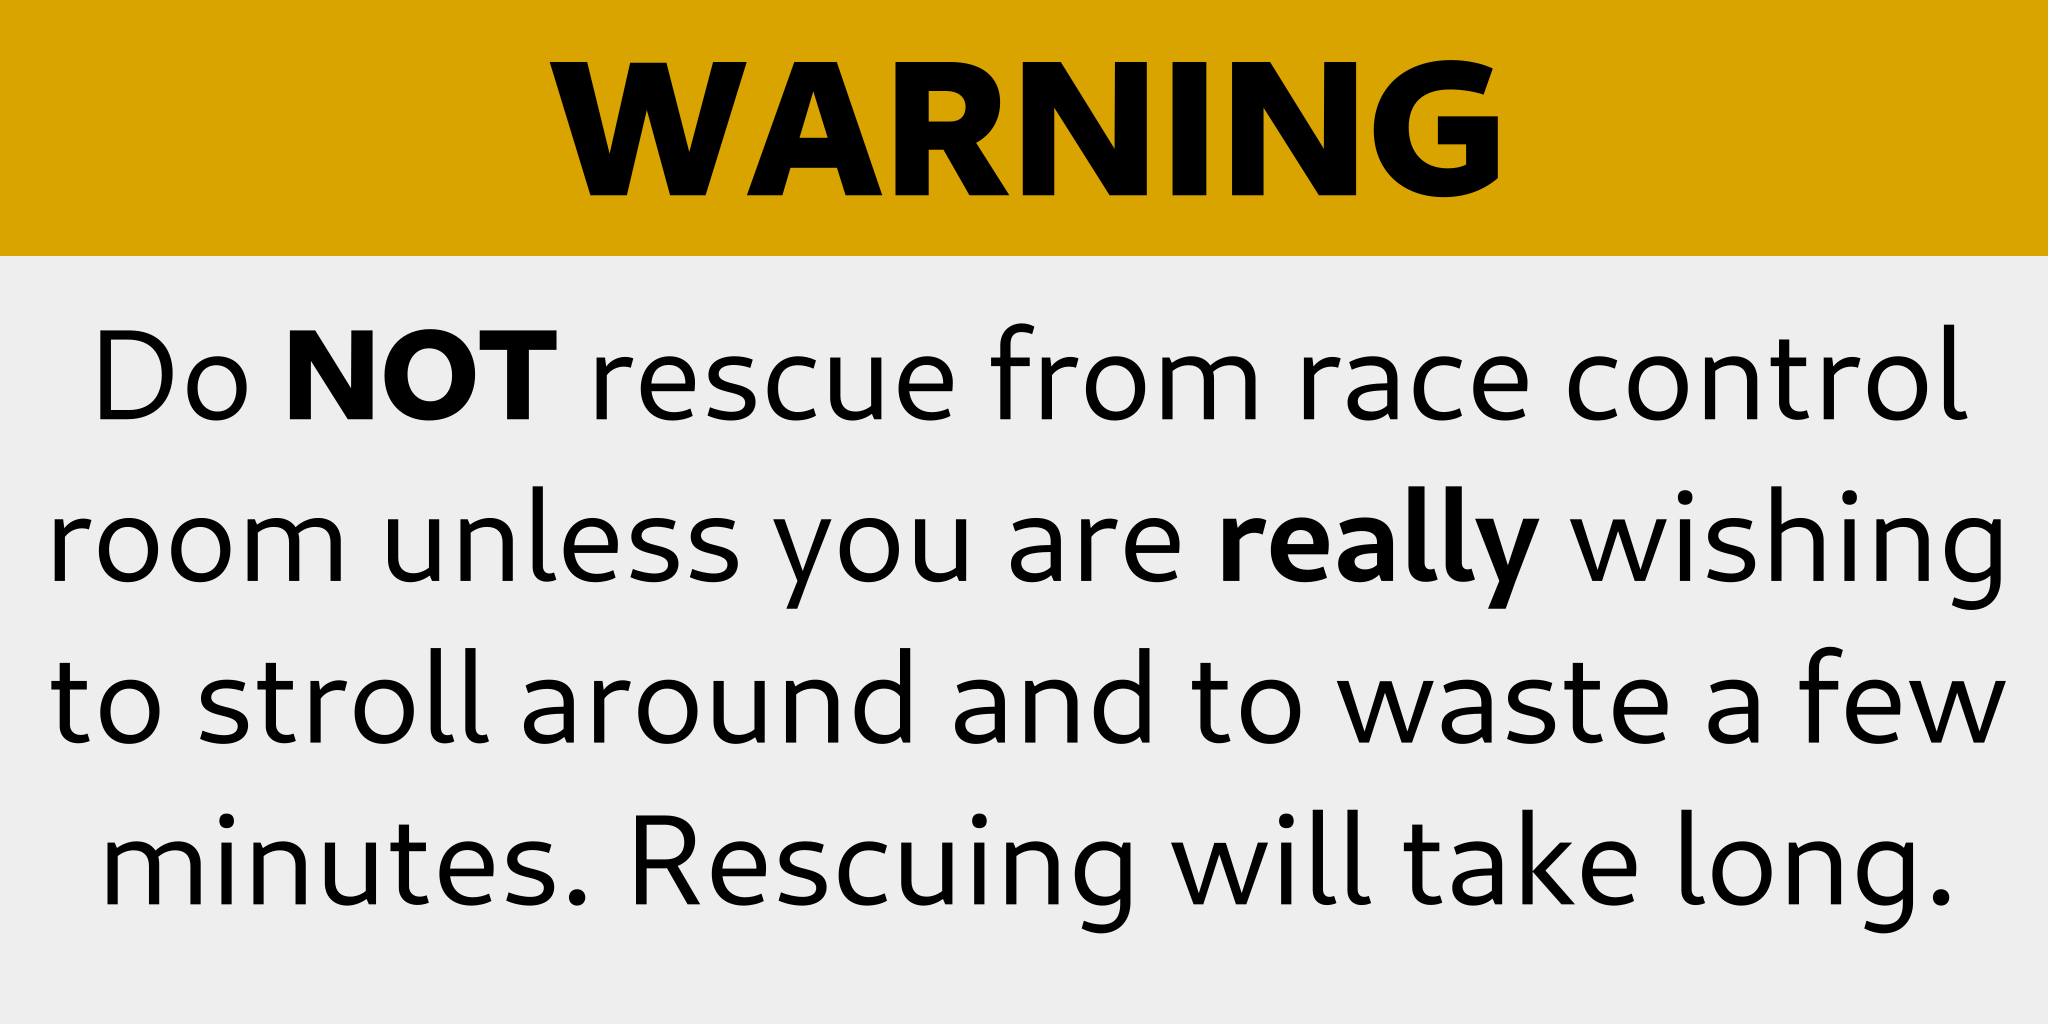 WARNING
Do NOT rescue from race control
room unless you are really wishing
to stroll around and to waste a few
minutes. Rescuing will take long.